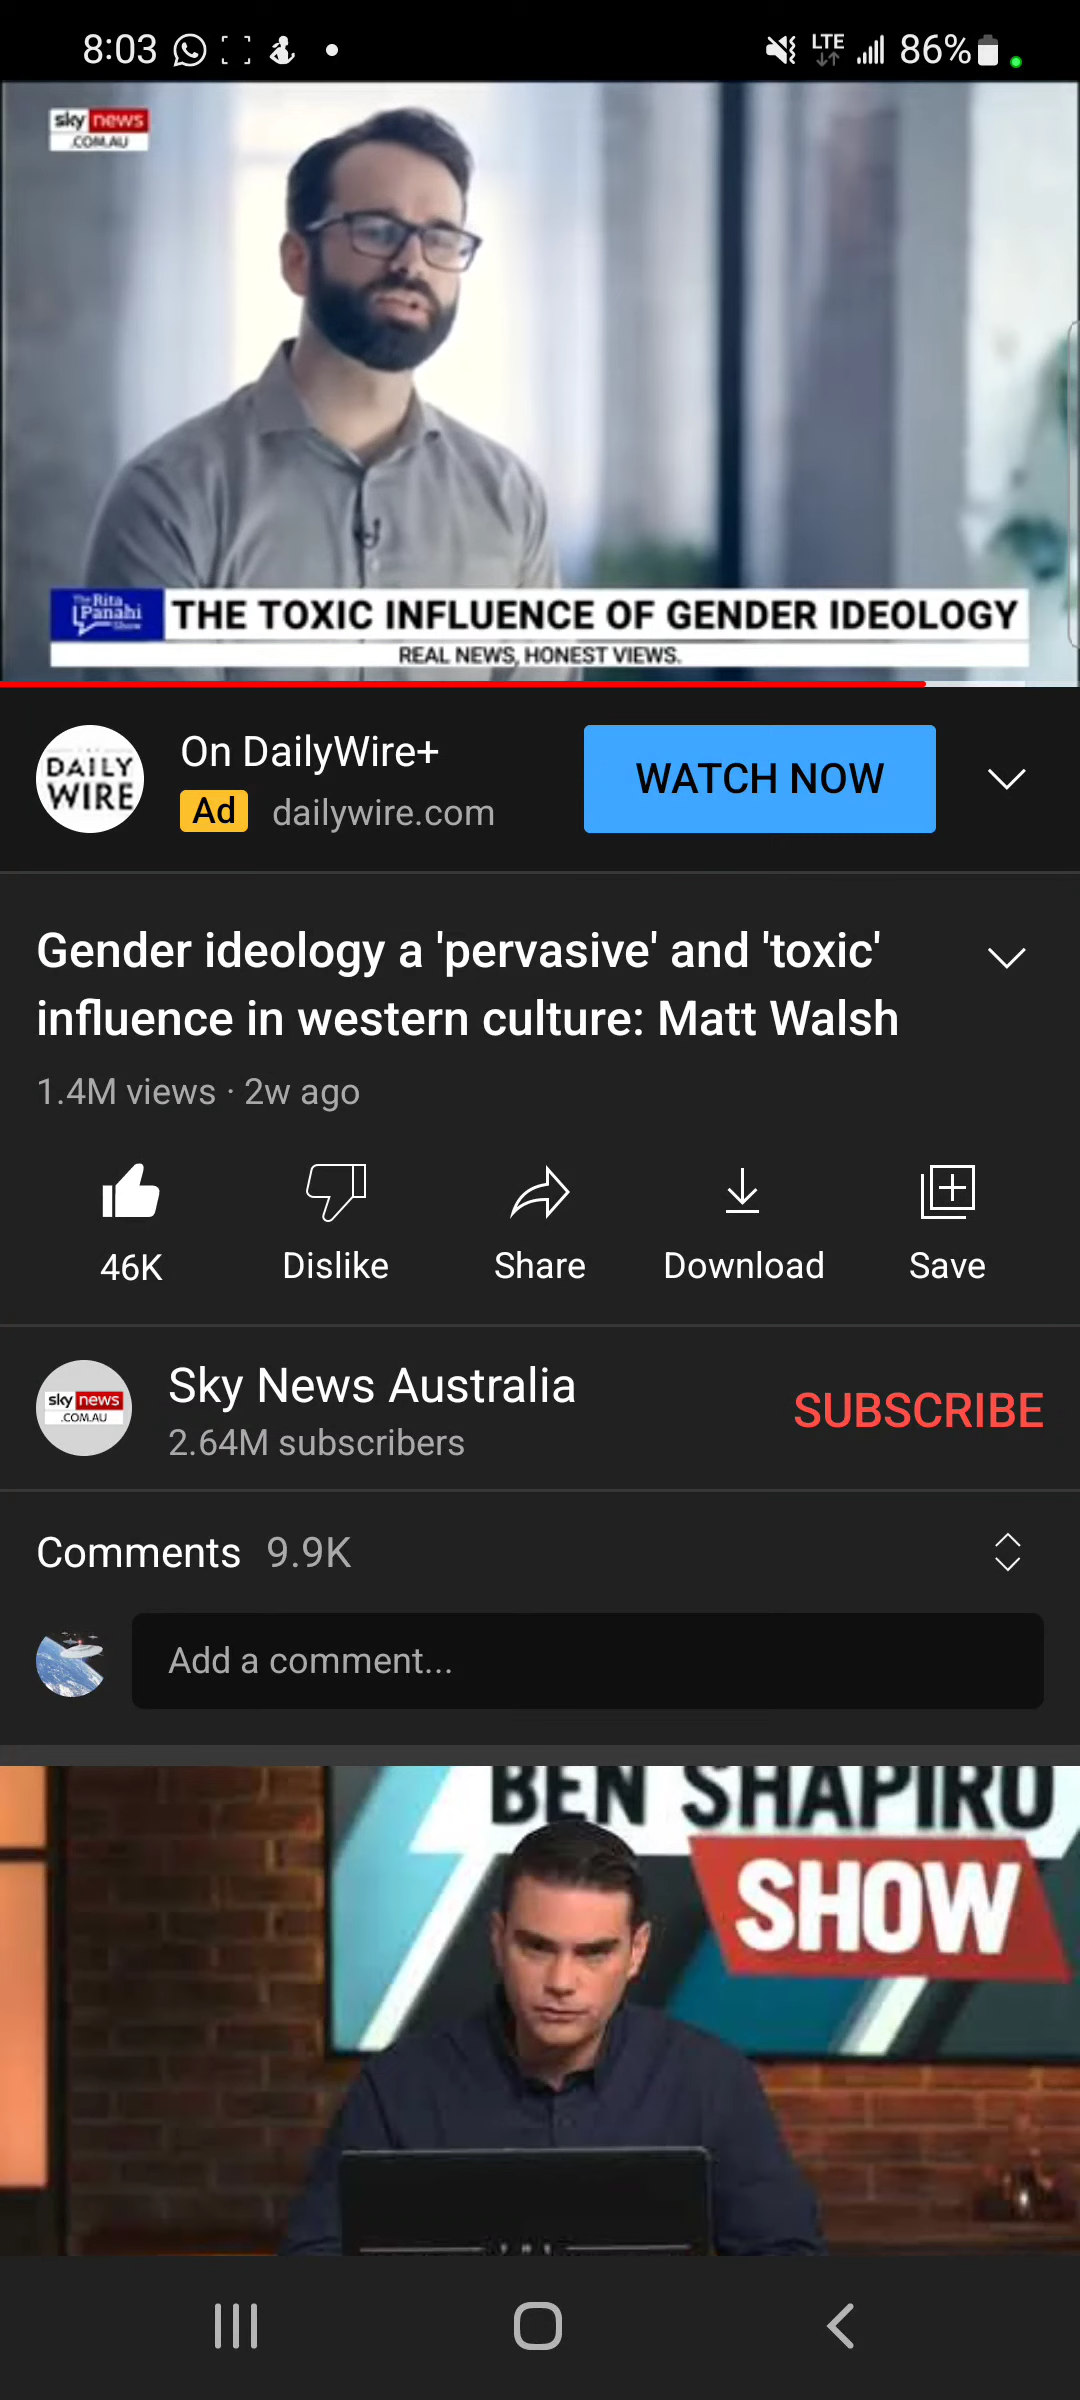 8:03
LTE
86%
sky news
.COM.AU
The Rita
Panahi
Show
THE TOXIC INFLUENCE OF GENDER IDEOLOGY
REAL NEWS, HONEST VIEWS.
DAILY
WIRE
On DailyWire+
Ad dailywire.com
WATCH NOW
Gender ideology a 'pervasive' and 'toxic'
influence in western culture: Matt Walsh
1.4M views · 2w ago
46K
Dislike
Share
Download
Save
sky news
.COM.AU
Sky News Australia
2.64M subscribers
SUBSCRIBE
Comments 9.9K
Add a comment...
BEN SHAPIRO
SHOW